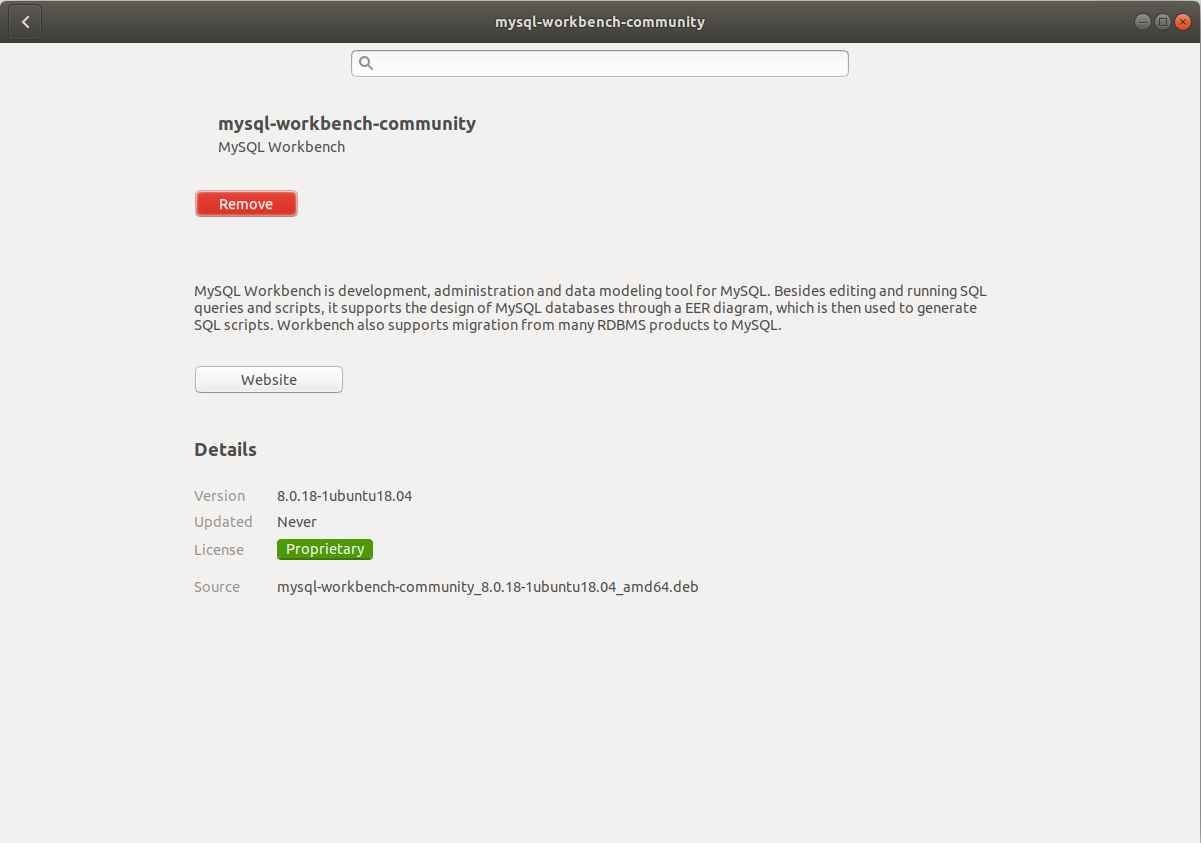 mysql-workbench-community
mysql-workbench-community
MySQL Workbench
Remove
MySQL Workbench is development, administration and data modeling tool for MySQL. Besides editing and running SQL
queries and scripts, it supports the design of MySQL databases through a EER diagram, which is then used to generate
SQL scripts. Workbench also supports migration from many RDBMS products to MySQL.
Website
Details
Version 8.0.18-1ubuntu18.04
Updated Never
License Proprietary
Source mysql-workbench-community_8.0.18-1ubuntu18.04_amd64.deb